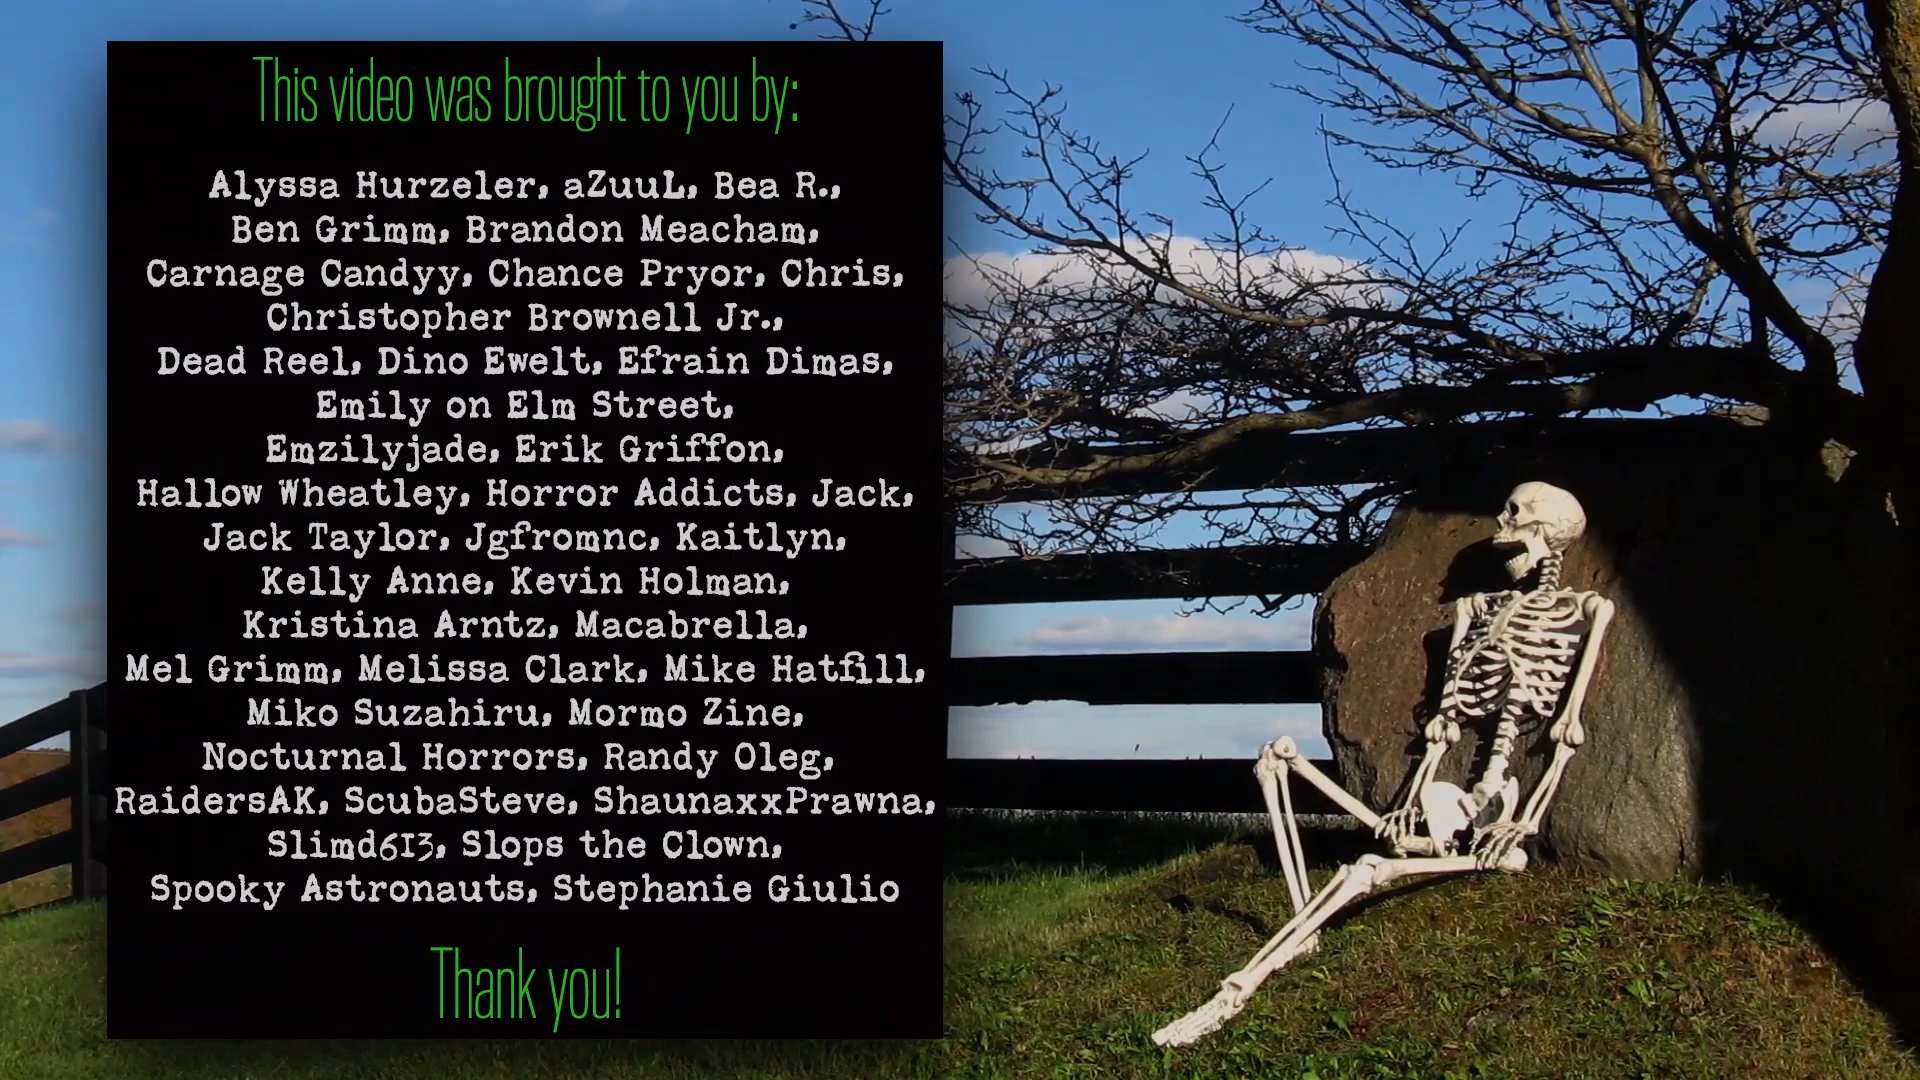 This video was brought to you by:
Alyssa Hurzeler, aZuuL, Bea R.,
Ben Grimm, Brandon Meacham,
Carnage Candyy, Chance Pryor, Chris,
Christopher Brownell Jr.,
Dead Reel, Dino Ewelt, Efrain Dimas,
Emily on Elm Street,
Emzilyjade, Erik Griffon,
Hallow Wheatley, Horror Addicts, Jack,
Jack Taylor, Jgfromnc, Kaitlyn,
Kelly Anne, Kevin Holman,
Kristina Arntz, Macabrella,
Mel Grimm, Melissa Clark, Mike Hatfill,
Miko Suzahiru, Mormo Zine,
Nocturnal Horrors, Randy Oleg,
RaidersAK, ScubaSteve, ShaunaxxPrawna,
Slimd613, Slops the Clown,
Spooky Astronauts, Stephanie Giulio
Thank you!